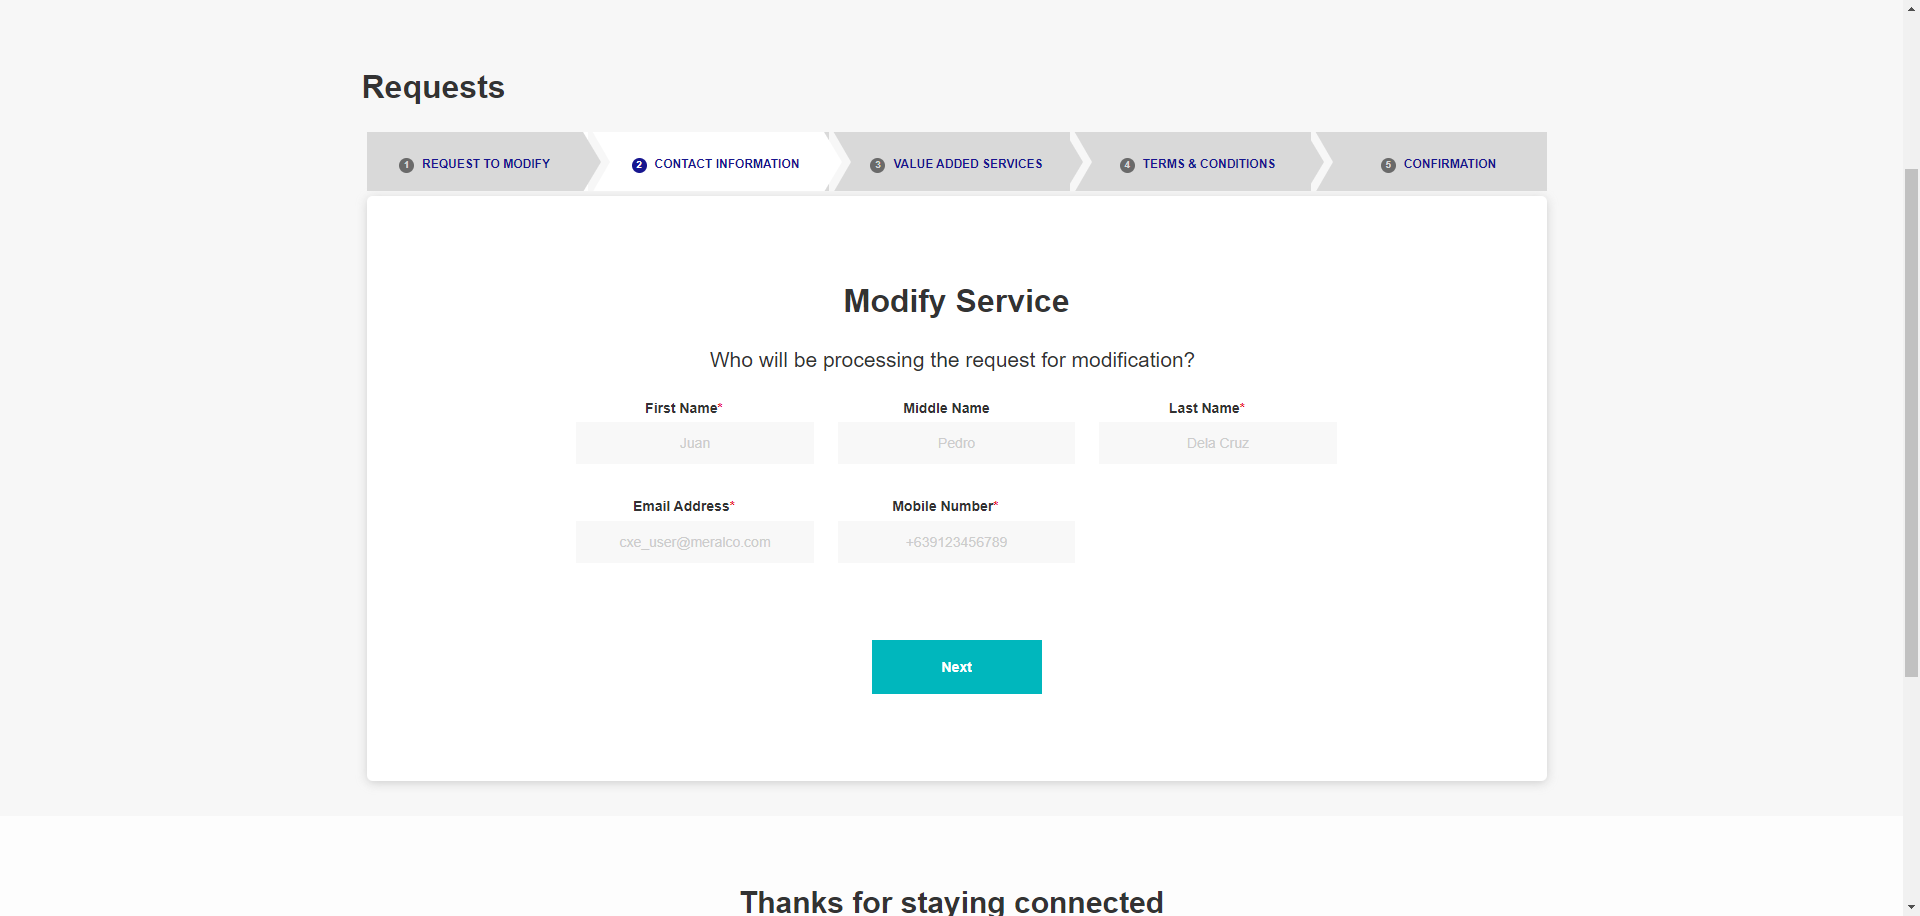 Requests
1 REQUEST TO MODIFY 2 CONTACT INFORMATION 3 VALUE ADDED SERVICES 4 TERMS & CONDITIONS 5 CONFIRMATION
Modify Service
Who will be processing the request for modification?
First Name* Middle Name Last Name*
Juan Pedro Dela Cruz
Email Address* Mobile Number*
cxe_user@meralco.com +639123456789
Next
Thanks for staying connected